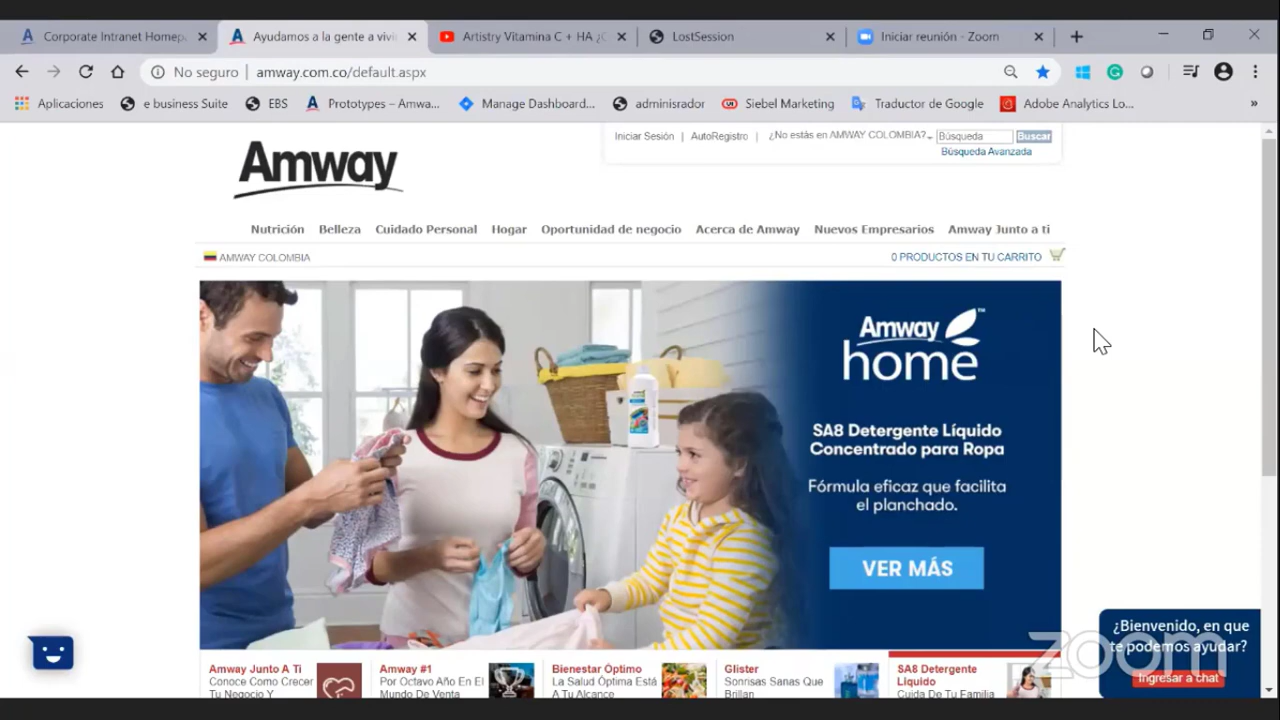 Corporate Intranet Homep
Ayudamos a la gente a vivi
Artistry Vitamina C + HA ¿C
LostSession
Iniciar reunión - Zoom
No seguro
amway.com.co/default.aspx
Aplicaciones
e business Suite
EBS
Prototypes – Amwa...
Manage Dashboard...
adminisrador
Siebel Marketing
Traductor de Google
Adobe Analytics Lo...
»
Iniciar Sesión | AutoRegistro | ¿No estás en AMWAY COLOMBIA?
Búsqueda
Buscar
Búsqueda Avanzada
Amway
Nutrición
Belleza
Cuidado Personal
Hogar
Oportunidad de negocio
Acerca de Amway
Nuevos Empresarios
Amway Junto a ti
AMWAY COLOMBIA
0 PRODUCTOS EN TU CARRITO
Amway
home™
SA8 Detergente Líquido
Concentrado para Ropa
Fórmula eficaz que facilita
el planchado.
VER MÁS
Amway Junto A Ti
Conoce Como Crecer
Tu Negocio Y
Amway #1
Por Octavo Año En El
Mundo De Venta
Bienestar Óptimo
La Salud Óptima Está
A Tu Alcance
Glister
Sonrisas Sanas Que
Brillan
SA8 Detergente
Liquido
Cuida De Tu Familia
¿Bienvenido, en que
te podemos ayudar?
Ingresar a chat
zoom